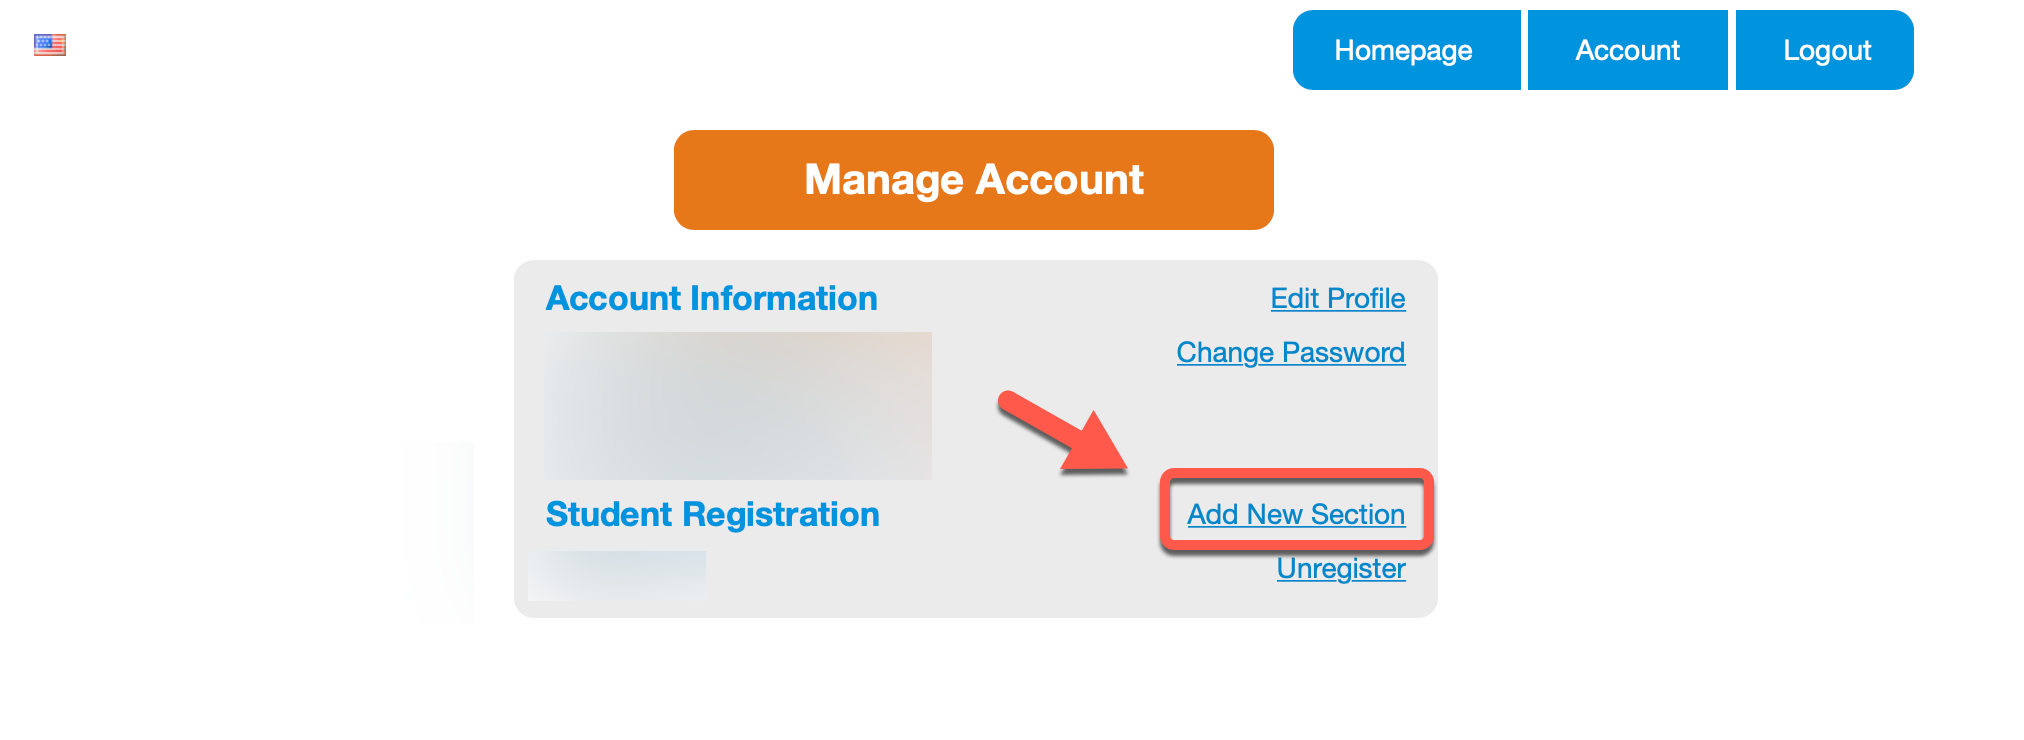 Homepage
Account
Logout
Manage Account
Account Information
Edit Profile
Change Password
Student Registration
Add New Section
Unregister